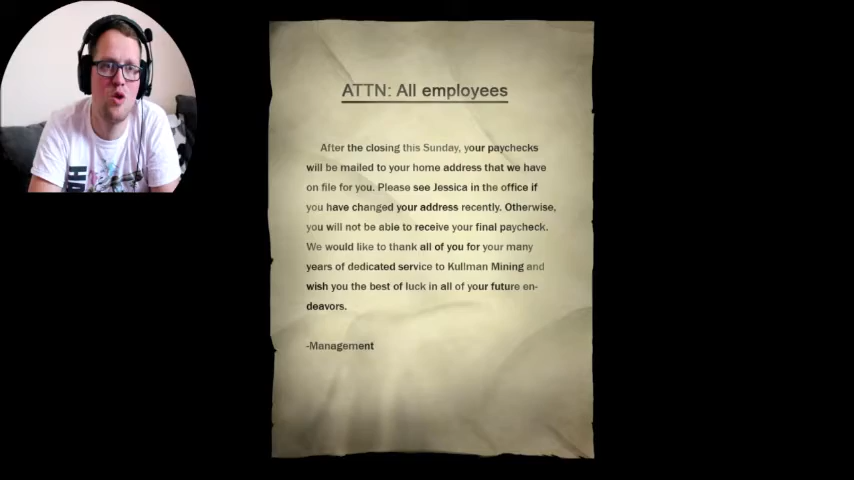 ATTN: All employees
After the closing this Sunday, your paychecks
will be mailed to your home address that we have
on file for you. Please see Jessica in the office if
you have changed your address recently. Otherwise,
you will not be able to receive your final paycheck.
We would like to thank all of you for your many
years of dedicated service to Kullman Mining and
wish you the best of luck in all of your future en-
deavors.
-Management
HA